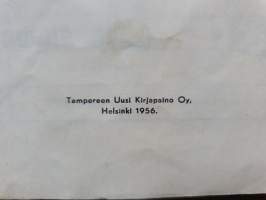 Tampereen Uusi Kirjapaino Oy,
Helsinki 1956.